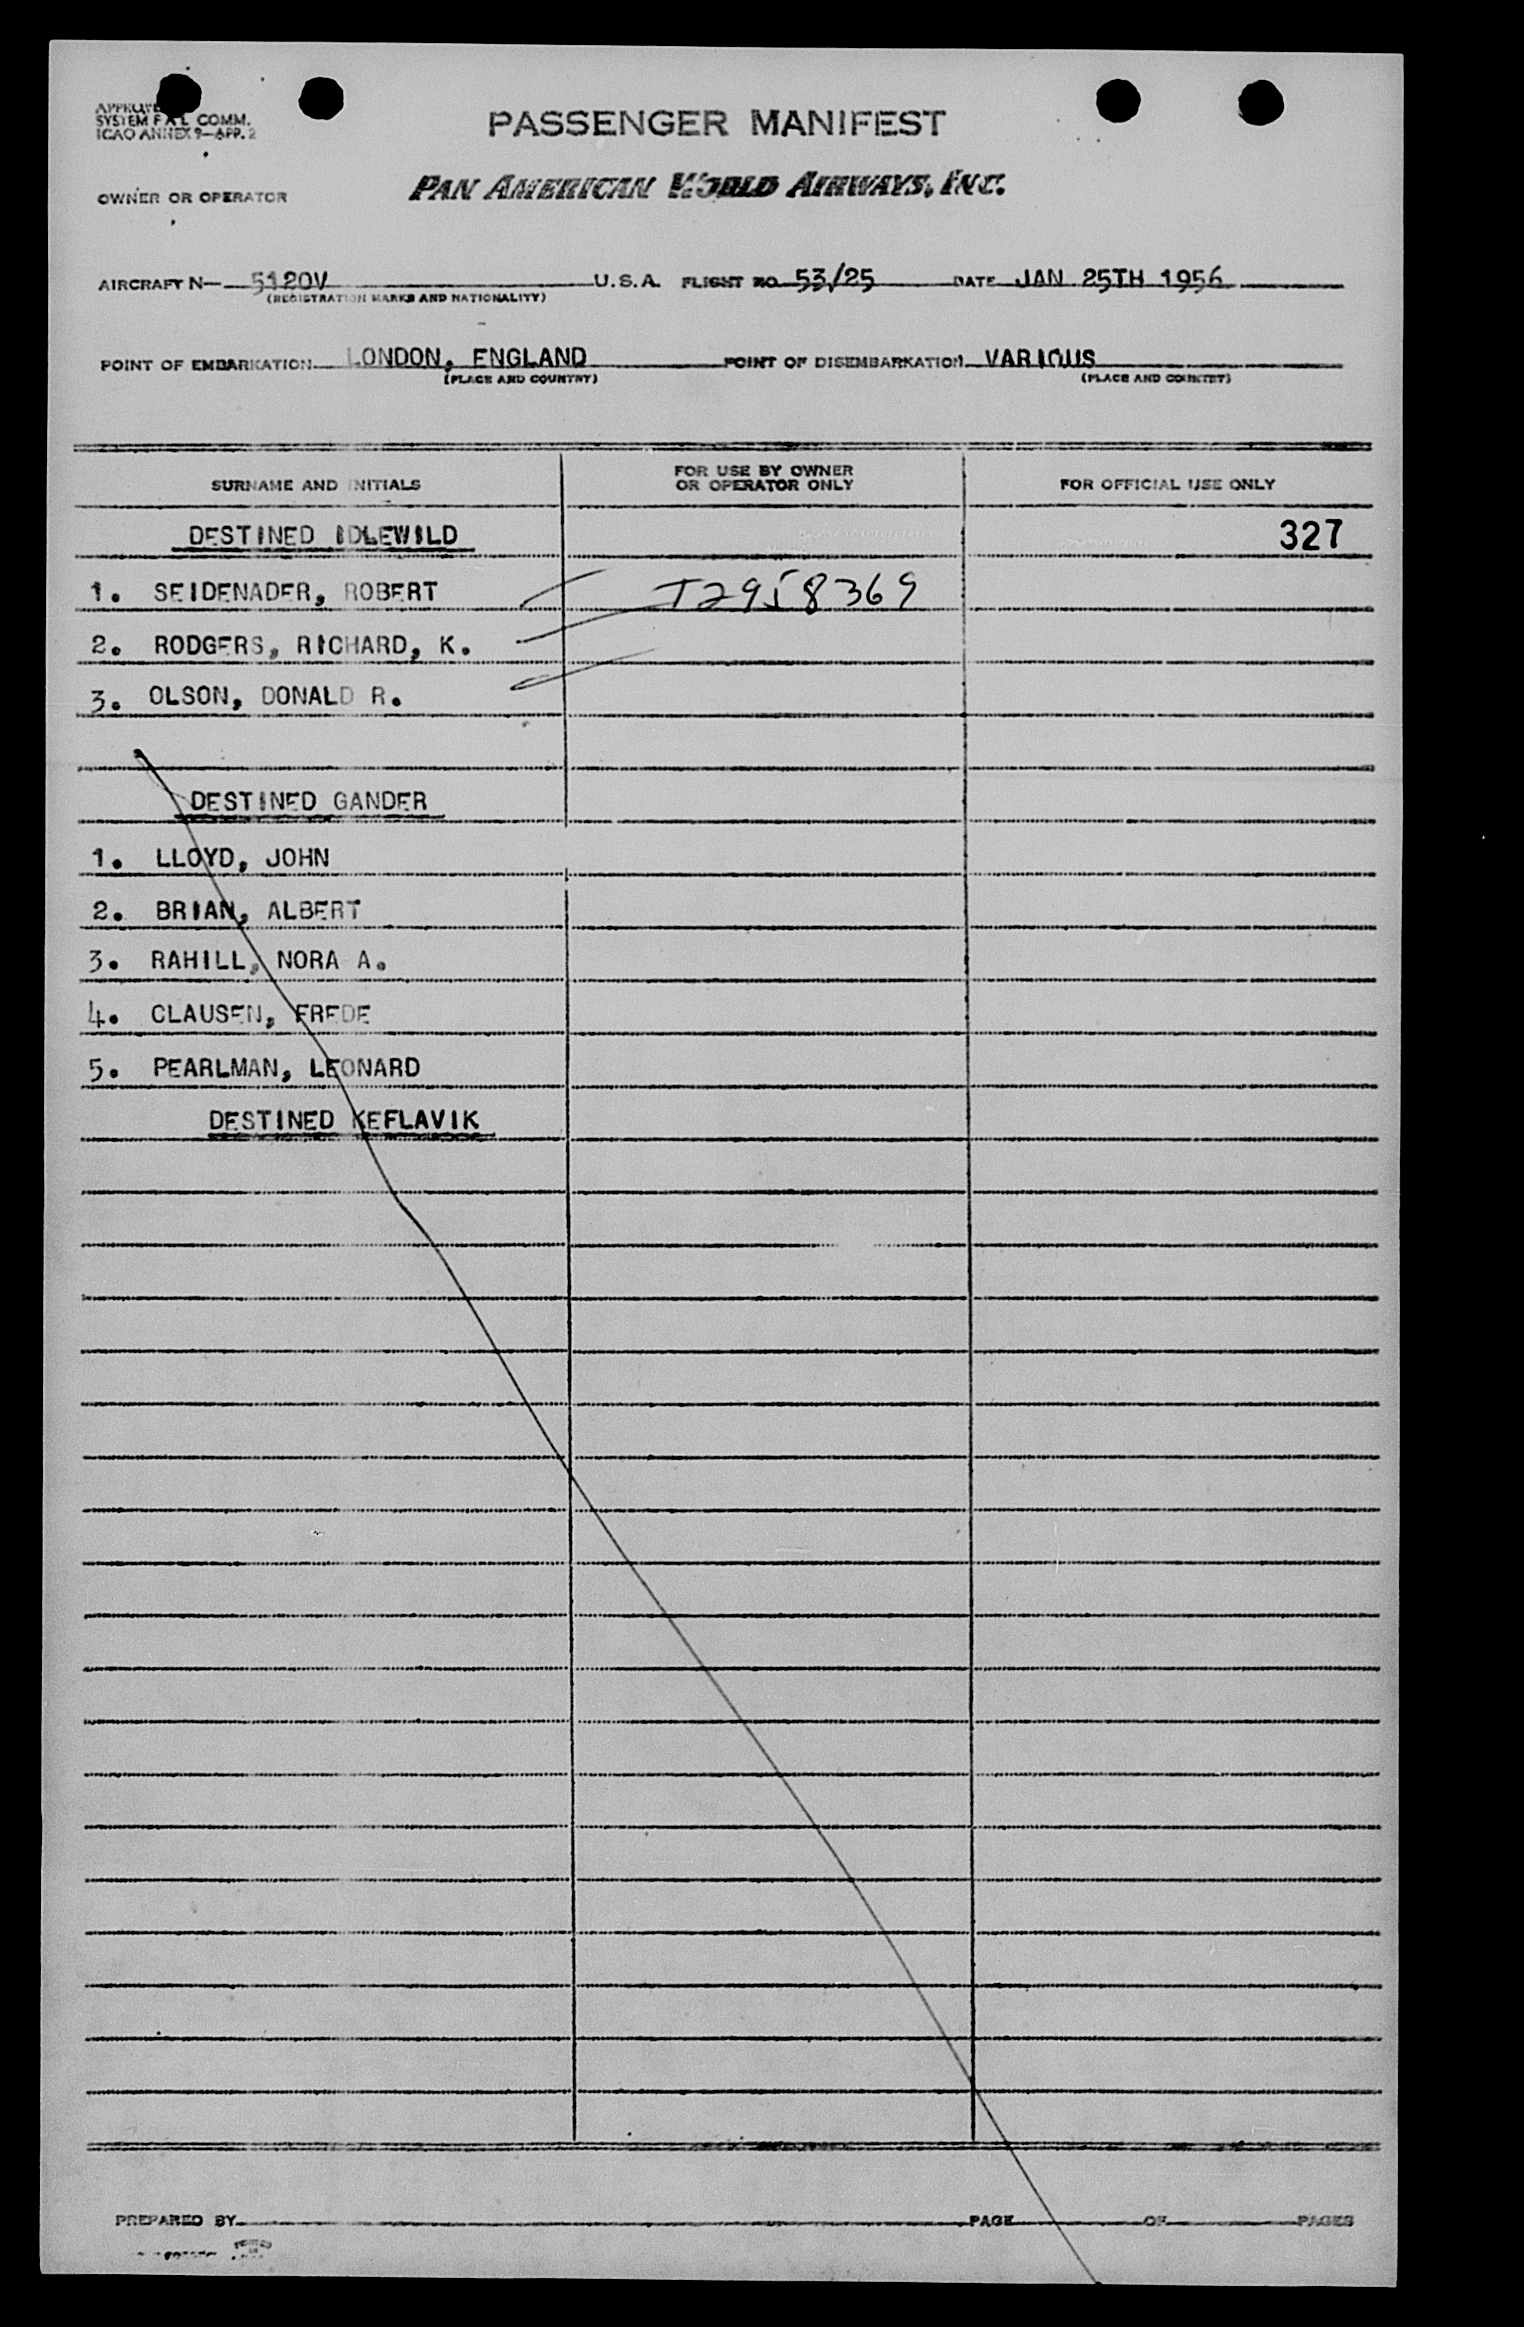 SYSTEM F A L COMM.
ICAO ANNEX 9—APP. 2
PASSENGER MANIFEST
OWNER OR OPERATOR PAN AMERICAN WORLD AIRWAYS, INC.
AIRCRAFT N— 5120V U.S.A. FLIGHT NO. 53/25 DATE JAN 25TH 1956
(REGISTRATION MARKS AND NATIONALITY)
POINT OF EMBARKATION LONDON, ENGLAND POINT OF DISEMBARKATION VARIOUS
(PLACE AND COUNTRY) (PLACE AND COUNTRY)
SURNAME AND INITIALS FOR USE BY OWNER OR OPERATOR ONLY FOR OFFICIAL USE ONLY
DESTINED IDLEWILD 327
1. SEIDENADER, ROBERT I2958369
2. RODGERS, RICHARD, K.
3. OLSON, DONALD R.
DESTINED GANDER
1. LLOYD, JOHN
2. BRIAN, ALBERT
3. RAHILL, NORA A.
4. CLAUSEN, FREDE
5. PEARLMAN, LEONARD
DESTINED KEFLAVIK
PREPARED BY PAGE OF PAGES